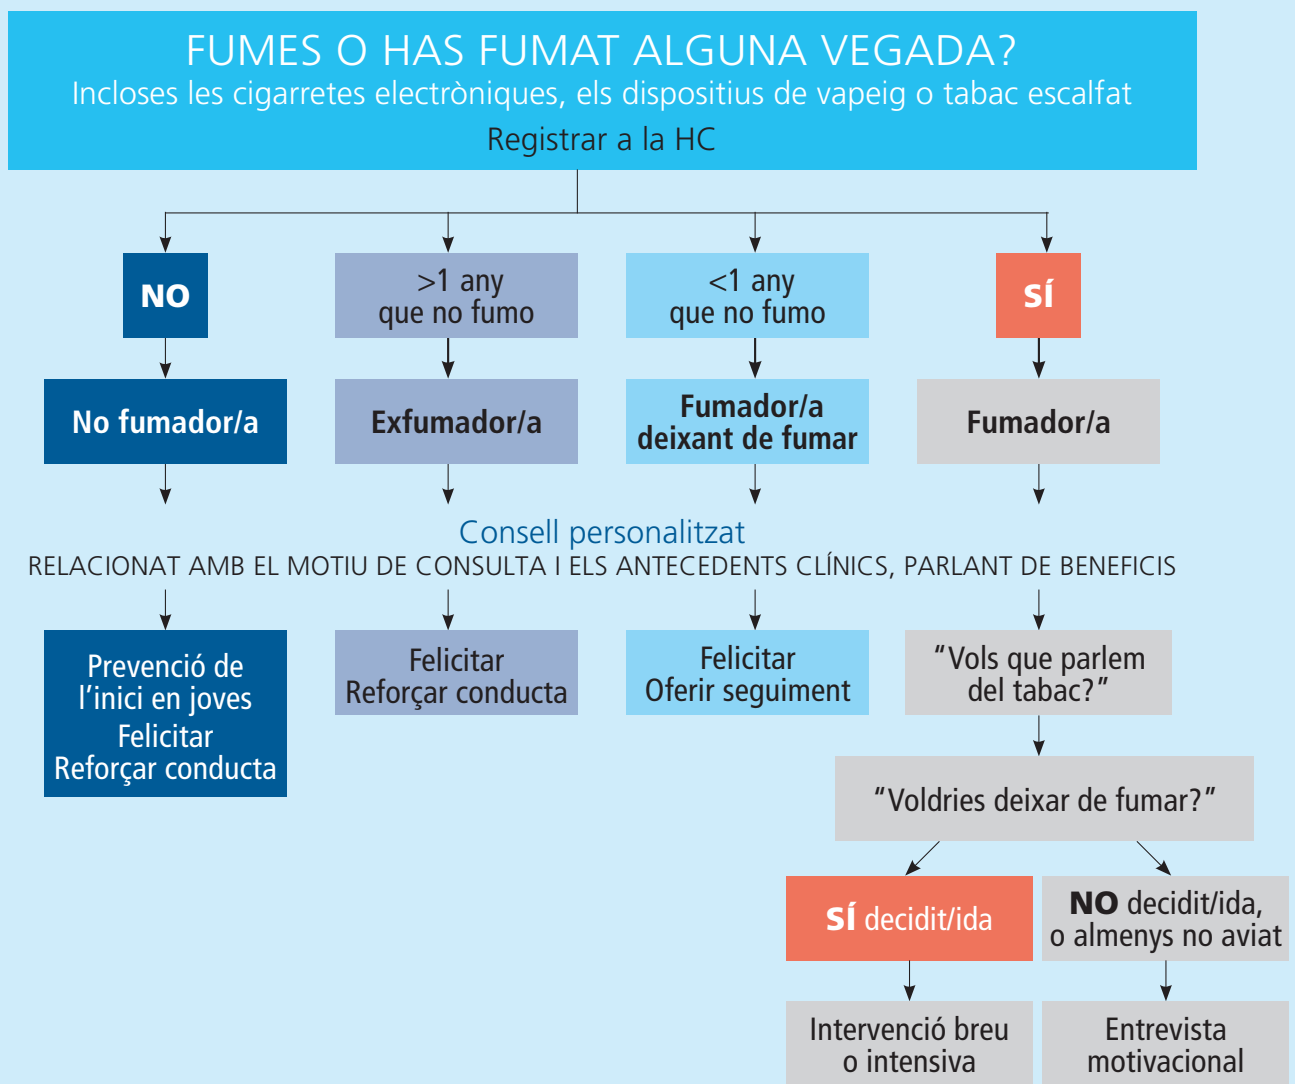 FUMES O HAS FUMAT ALGUNA VEGADA?
Incloses les cigarretes electròniques, els dispositius de vapeig o tabac escalfat
Registrar a la HC
NO
>1 any
que no fumo
<1 any
que no fumo
SÍ
No fumador/a
Exfumador/a
Fumador/a
deixant de fumar
Fumador/a
Consell personalitzat
RELACIONAT AMB EL MOTIU DE CONSULTA I ELS ANTECEDENTS CLÍNICS, PARLANT DE BENEFICIS
Prevenció de
l'inici en joves
Felicitar
Reforçar conducta
Felicitar
Reforçar conducta
Felicitar
Oferir seguiment
"Vols que parlem
del tabac?"
"Voldries deixar de fumar?"
SÍ decidit/ida
NO decidit/ida,
o almenys no aviat
Intervenció breu
o intensiva
Entrevista
motivacional